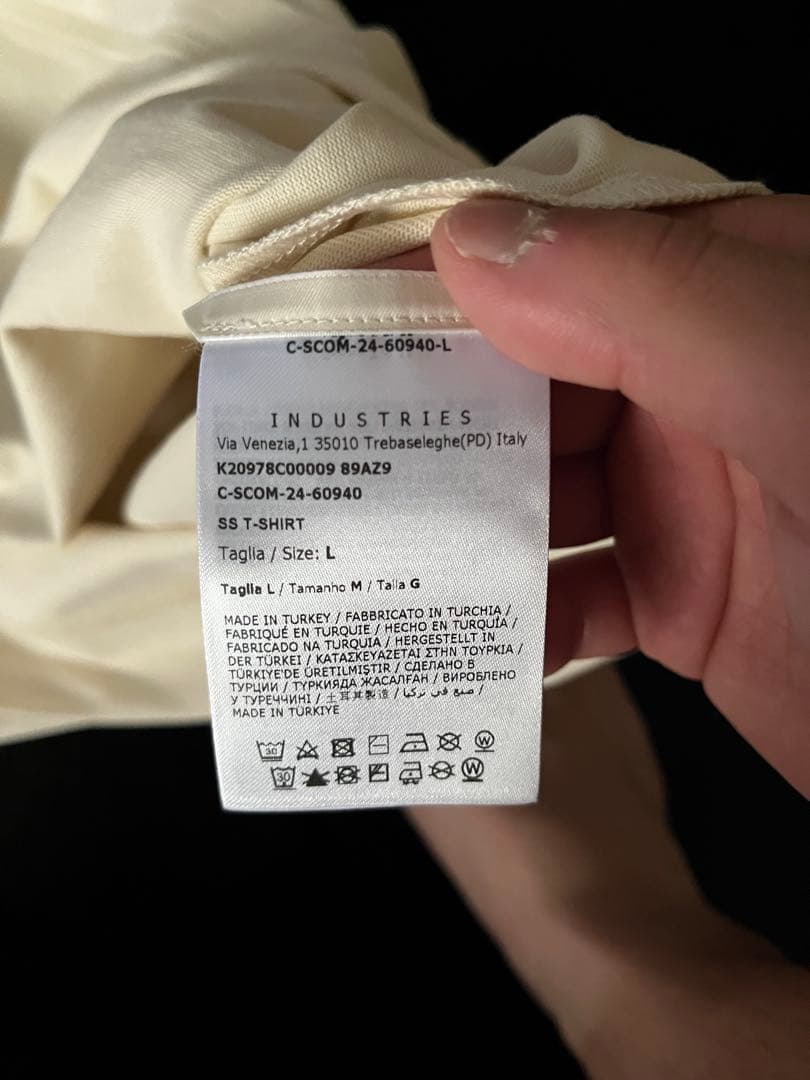 C-SCOM-24-60940-L
INDUSTRIES
Via Venezia,1 35010 Trebaseleghe(PD) Italy
K20978C00009 89AZ9
C-SCOM-24-60940
SS T-SHIRT
Taglia / Size: L
Taglia L / Tamanho M / Talla G
MADE IN TURKEY / FABBRICATO IN TURCHIA /
FABRIQUÉ EN TURQUIE / HECHO EN TURQUÍA /
FABRICADO NA TURQUIA / HERGESTELLT IN
DER TÜRKEI / ΚΑΤΑΣΚΕΥΑΖΕΤΑΙ ΣΤΗΝ ΤΟΥΡΚΙΑ /
TÜRKIYE'DE ÜRETILMIŞTIR / СДЕЛАНО В
ТУРЦИИ / ТҮРКИЯДА ЖАСАЛҒАН / ВИРОБЛЕНО
У ТУРЕЧЧИНІ / 土耳其製造 / صنع في تركيا /
MADE IN TÜRKIYE
30 W
30 W